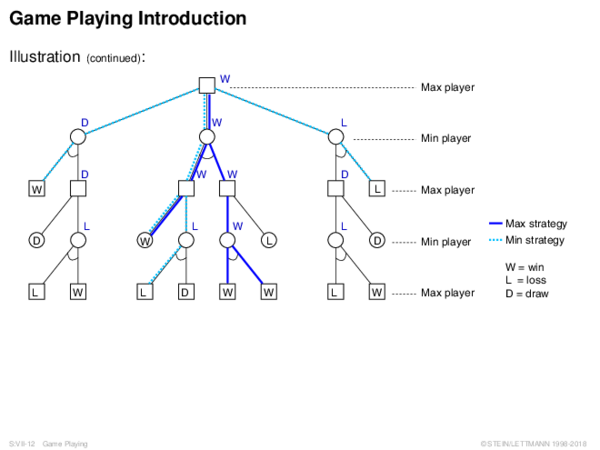 Game Playing Introduction
Illustration (continued):
W
Max player
D
W
L
Min player
W
D
W
W
D
L
Max player
D
L
W
L
W
L
L
D
Min player
L
W
L
D
W
W
L
W
Max player
Max strategy
Min strategy
W = win
L = loss
D = draw
S:VII-12 Game Playing
© STEIN/LETTMANN 1998-2018